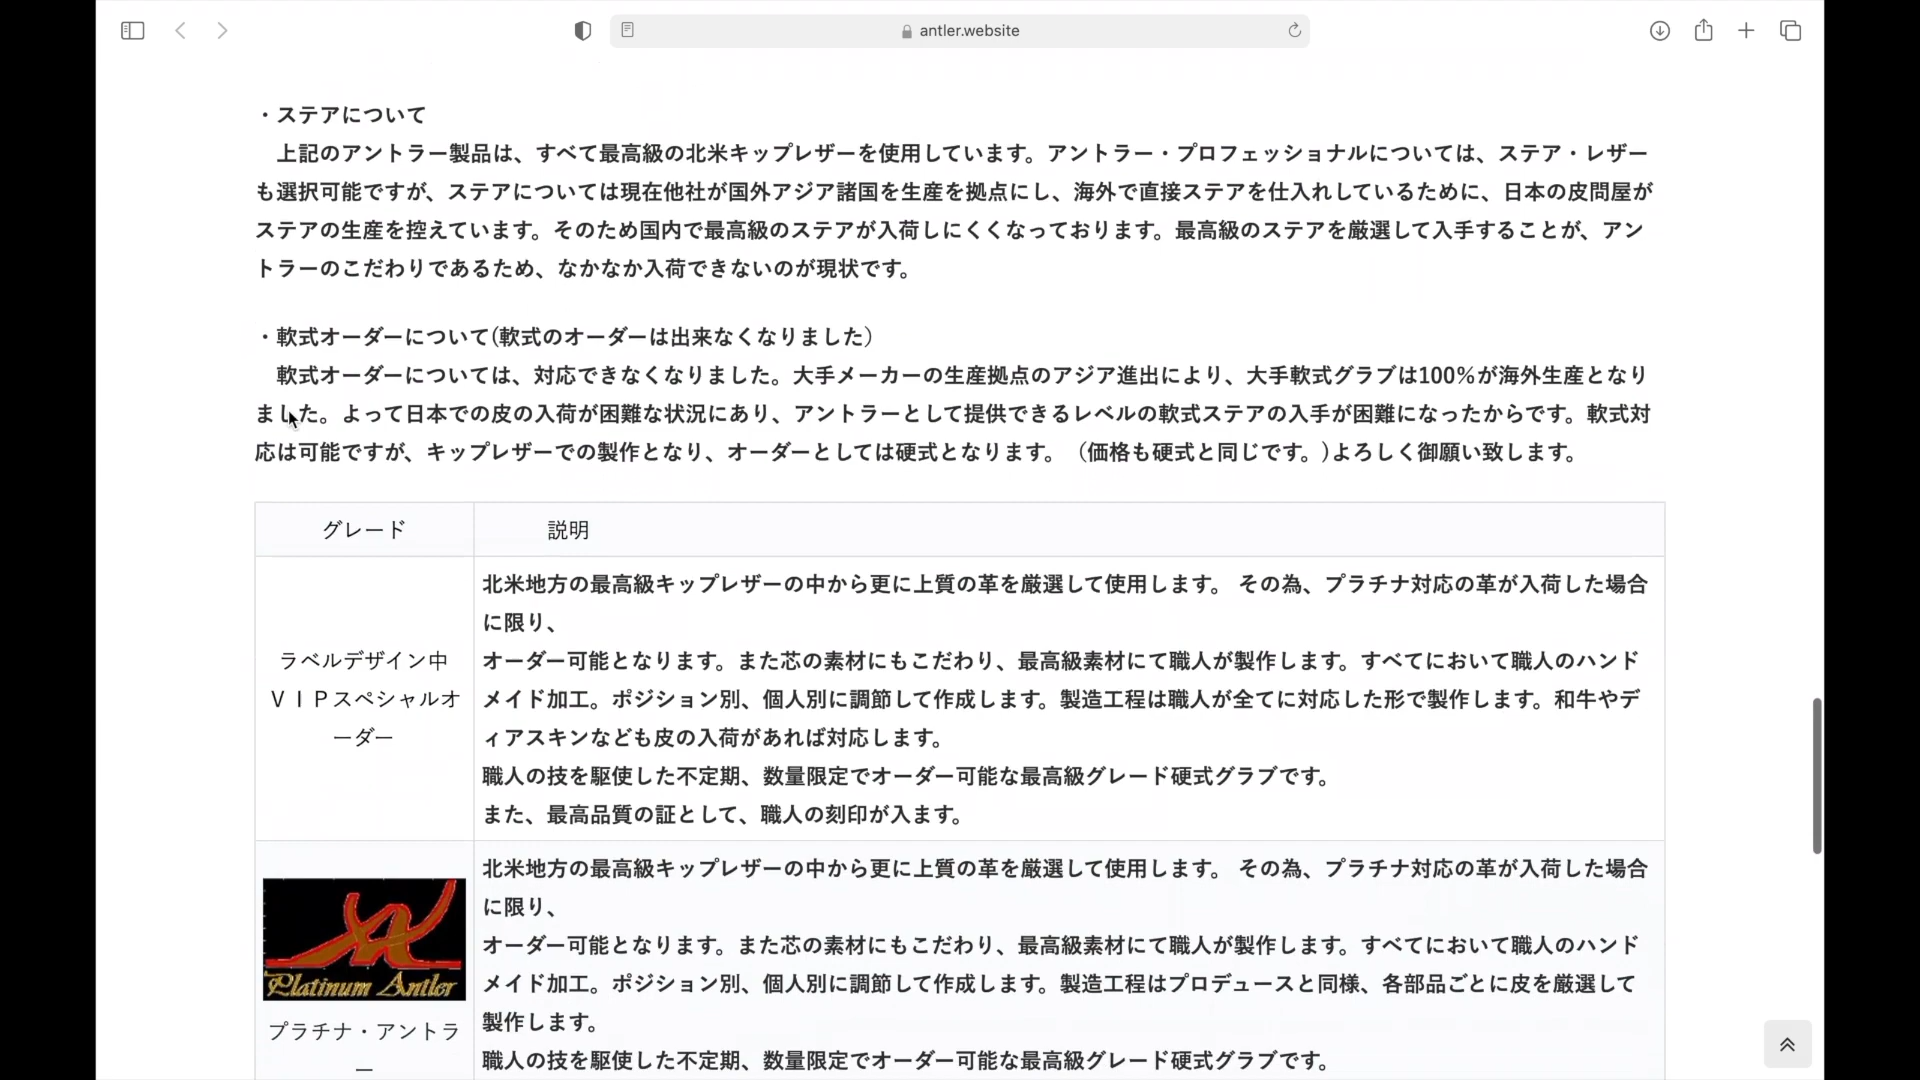 antler.website
・ステアについて
上記のアントラー製品は、すべて最高級の北米キップレザーを使用しています。アントラー・プロフェッショナルについては、ステア・レザー
も選択可能ですが、ステアについては現在他社が国外アジア諸国を生産を拠点にし、海外で直接ステアを仕入れしているために、日本の皮問屋が
ステアの生産を控えています。そのため国内で最高級のステアが入荷しにくくなっております。最高級のステアを厳選して入手することが、アン
トラーのこだわりであるため、なかなか入荷できないのが現状です。
・軟式オーダーについて(軟式のオーダーは出来なくなりました）
軟式オーダーについては、対応できなくなりました。大手メーカーの生産拠点のアジア進出により、大手軟式グラブは100%が海外生産となり
ました。よって日本での皮の入荷が困難な状況にあり、アントラーとして提供できるレベルの軟式ステアの入手が困難になったからです。軟式対
応は可能ですが、キップレザーでの製作となり、オーダーとしては硬式となります。（価格も硬式と同じです。)よろしく御願い致します。
グレード
説明
ラベルデザイン中
ＶＩＰスペシャルオ
ーダー
北米地方の最高級キップレザーの中から更に上質の革を厳選して使用します。 その為、プラチナ対応の革が入荷した場合
に限り、
オーダー可能となります。また芯の素材にもこだわり、最高級素材にて職人が製作します。すべてにおいて職人のハンド
メイド加工。ポジション別、個人別に調節して作成します。製造工程は職人が全てに対応した形で製作します。和牛やデ
ィアスキンなども皮の入荷があれば対応します。
職人の技を駆使した不定期、数量限定でオーダー可能な最高級グレード硬式グラブです。
また、最高品質の証として、職人の刻印が入ます。
Platinum Antler
プラチナ・アントラ
ー
北米地方の最高級キップレザーの中から更に上質の革を厳選して使用します。 その為、プラチナ対応の革が入荷した場合
に限り、
オーダー可能となります。また芯の素材にもこだわり、最高級素材にて職人が製作します。すべてにおいて職人のハンド
メイド加工。ポジション別、個人別に調節して作成します。製造工程はプロデュースと同様、各部品ごとに皮を厳選して
製作します。
職人の技を駆使した不定期、数量限定でオーダー可能な最高級グレード硬式グラブです。